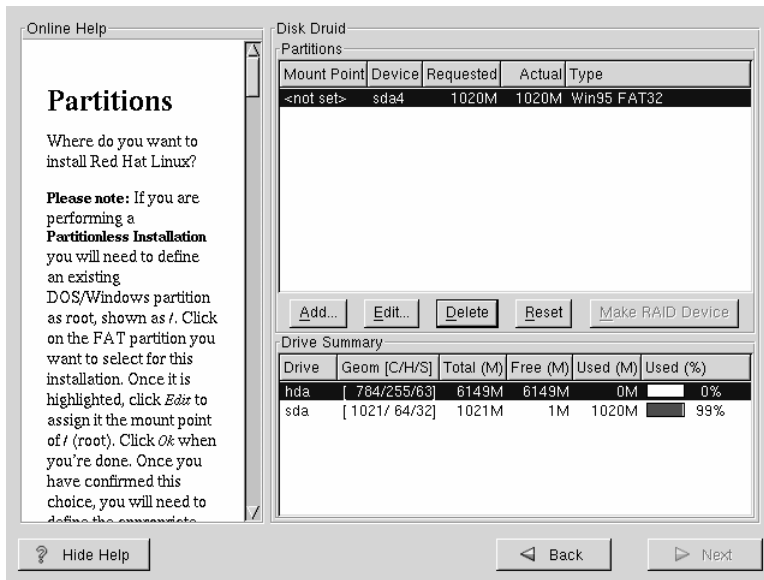 Online Help
Partitions
Where do you want to
install Red Hat Linux?
Please note: If you are
performing a
Partitionless Installation
you will need to define
an existing
DOS/Windows partition
as root, shown as /. Click
on the FAT partition you
want to select for this
installation. Once it is
highlighted, click Edit to
assign it the mount point
of / (root). Click Ok when
you're done. Once you
have confirmed this
choice, you will need to
define the appropriate
Disk Druid
Partitions
Mount Point Device Requested Actual Type
<not set> sda4 1020M 1020M Win95 FAT32
Add... Edit... Delete Reset Make RAID Device
Drive Summary
Drive Geom [C/H/S] Total (M) Free (M) Used (M) Used (%)
hda [ 784/255/63] 6149M 6149M 0M 0%
sda [ 1021/ 64/32] 1021M 1M 1020M 99%
? Hide Help
Back
Next